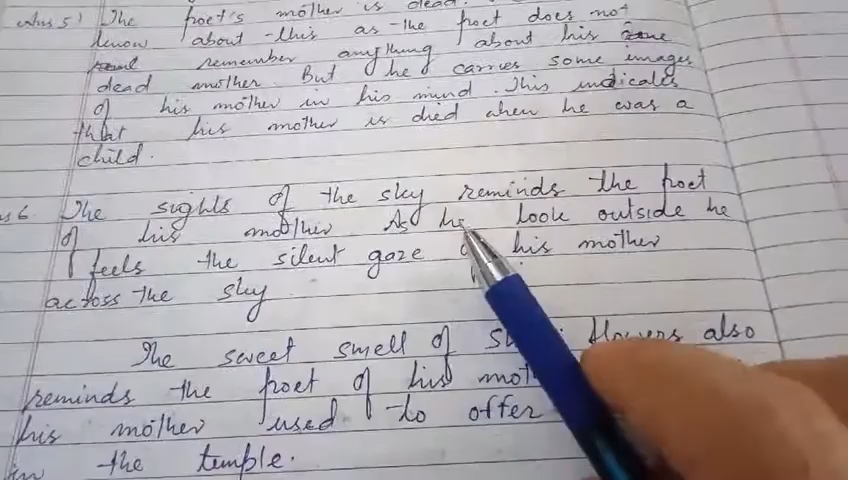 Ans 5) The poet's mother is dead.
know about this as the poet does not
remember anything about his
dead mother. But he carries some images
of his mother in his mind. This indicates
that his mother is died when he was a
child.
6. The sights of the sky reminds the poet
of his mother As he look outside he
feels the silent gaze his mother
across the sky
The sweet smell of flowers also
reminds the poet of his
his mother used to offer
in the temple.